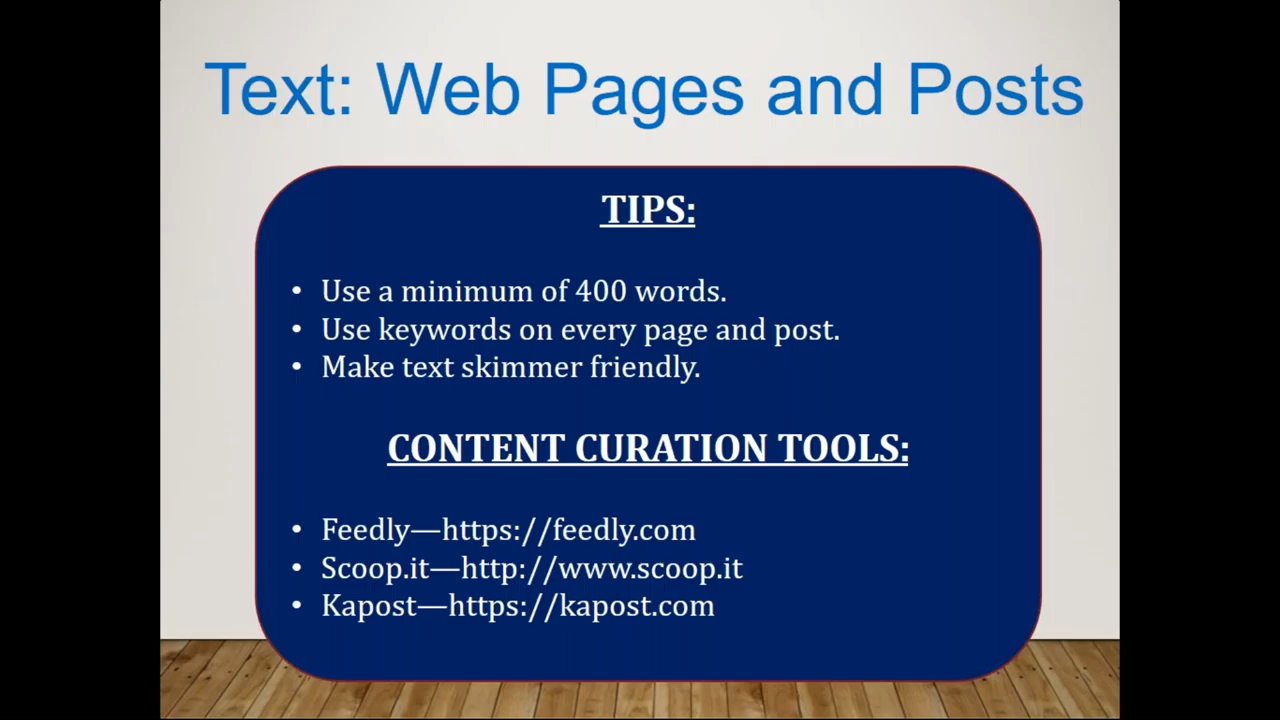 Text: Web Pages and Posts
TIPS:
• Use a minimum of 400 words.
• Use keywords on every page and post.
• Make text skimmer friendly.
CONTENT CURATION TOOLS:
• Feedly—https://feedly.com
• Scoop.it—http://www.scoop.it
• Kapost—https://kapost.com